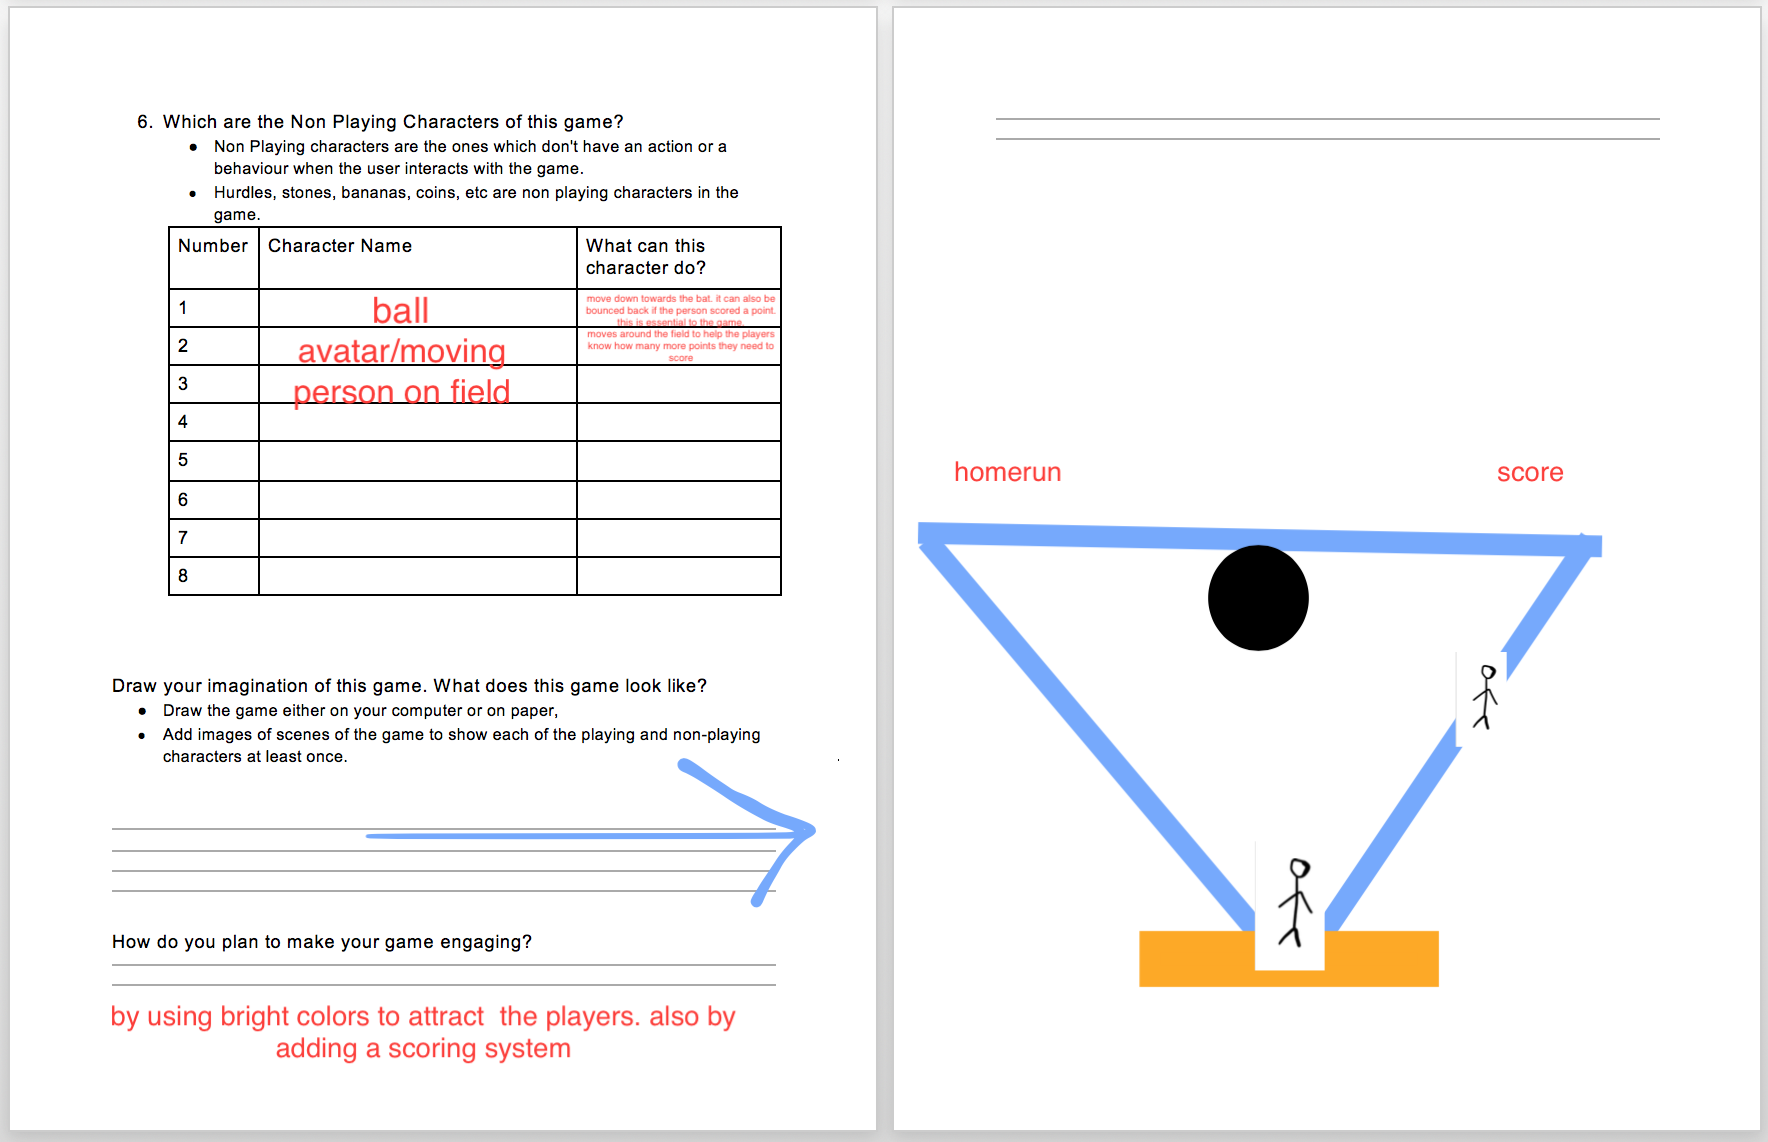 6. Which are the Non Playing Characters of this game?
● Non Playing characters are the ones which don't have an action or a
behaviour when the user interacts with the game.
● Hurdles, stones, bananas, coins, etc are non playing characters in the
game.
Number Character Name What can this
character do?
1 ball move down towards the bat. it can also be
bounced back if the person scored a point.
this is essential to the game.
2 avatar/moving moves around the field to help the players
know how many more points they need to
score
3 person on field
4
5
6
7
8
Draw your imagination of this game. What does this game look like?
● Draw the game either on your computer or on paper,
● Add images of scenes of the game to show each of the playing and non-playing
characters at least once.
How do you plan to make your game engaging?
by using bright colors to attract the players. also by
adding a scoring system
homerun score